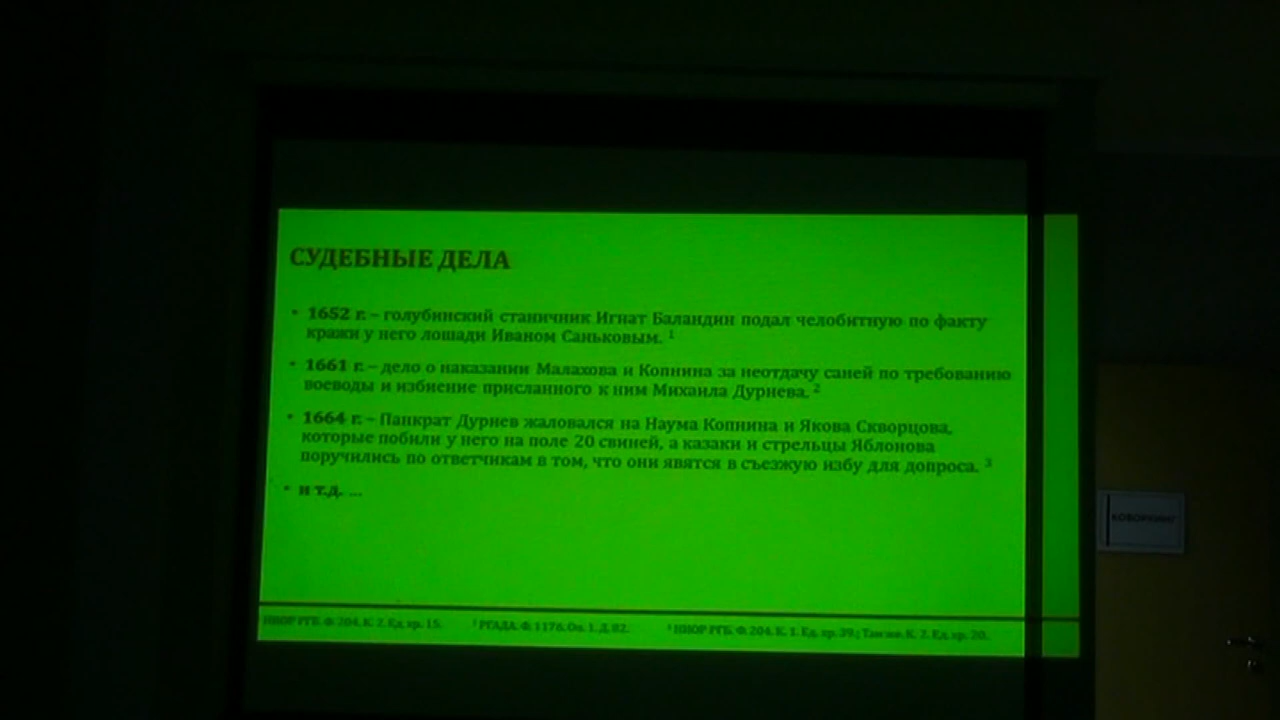 СУДЕБНЫЕ ДЕЛА
• 1652 г. – голубинский станичник Игнат Баландин подал челобитную по факту
кражи у него лошади Иваном Саньковым. 1
• 1661 г. – дело о наказании Малахова и Копнина за неотдачу саней по требованию
воеводы и избиение присланного к ним Михаила Дурнева. 2
• 1664 г. – Панкрат Дурнев жаловался на Наума Копнина и Якова Скворцова,
которые побили у него на поле 20 свиней, а казаки и стрельцы Яблонова
поручились по ответчикам в том, что они явятся в съезжую избу для допроса. 3
• и т.д. ...
НИОР РГБ. Ф. 204. К. 2. Ед. хр. 15. 2 РГАДА. Ф. 1176. Оп. 1. Д. 82. 3 НИОР РГБ. Ф. 204. К. 1. Ед. хр. 39.; Там же. К. 2. Ед. хр. 20.
КОВОРКИНГ